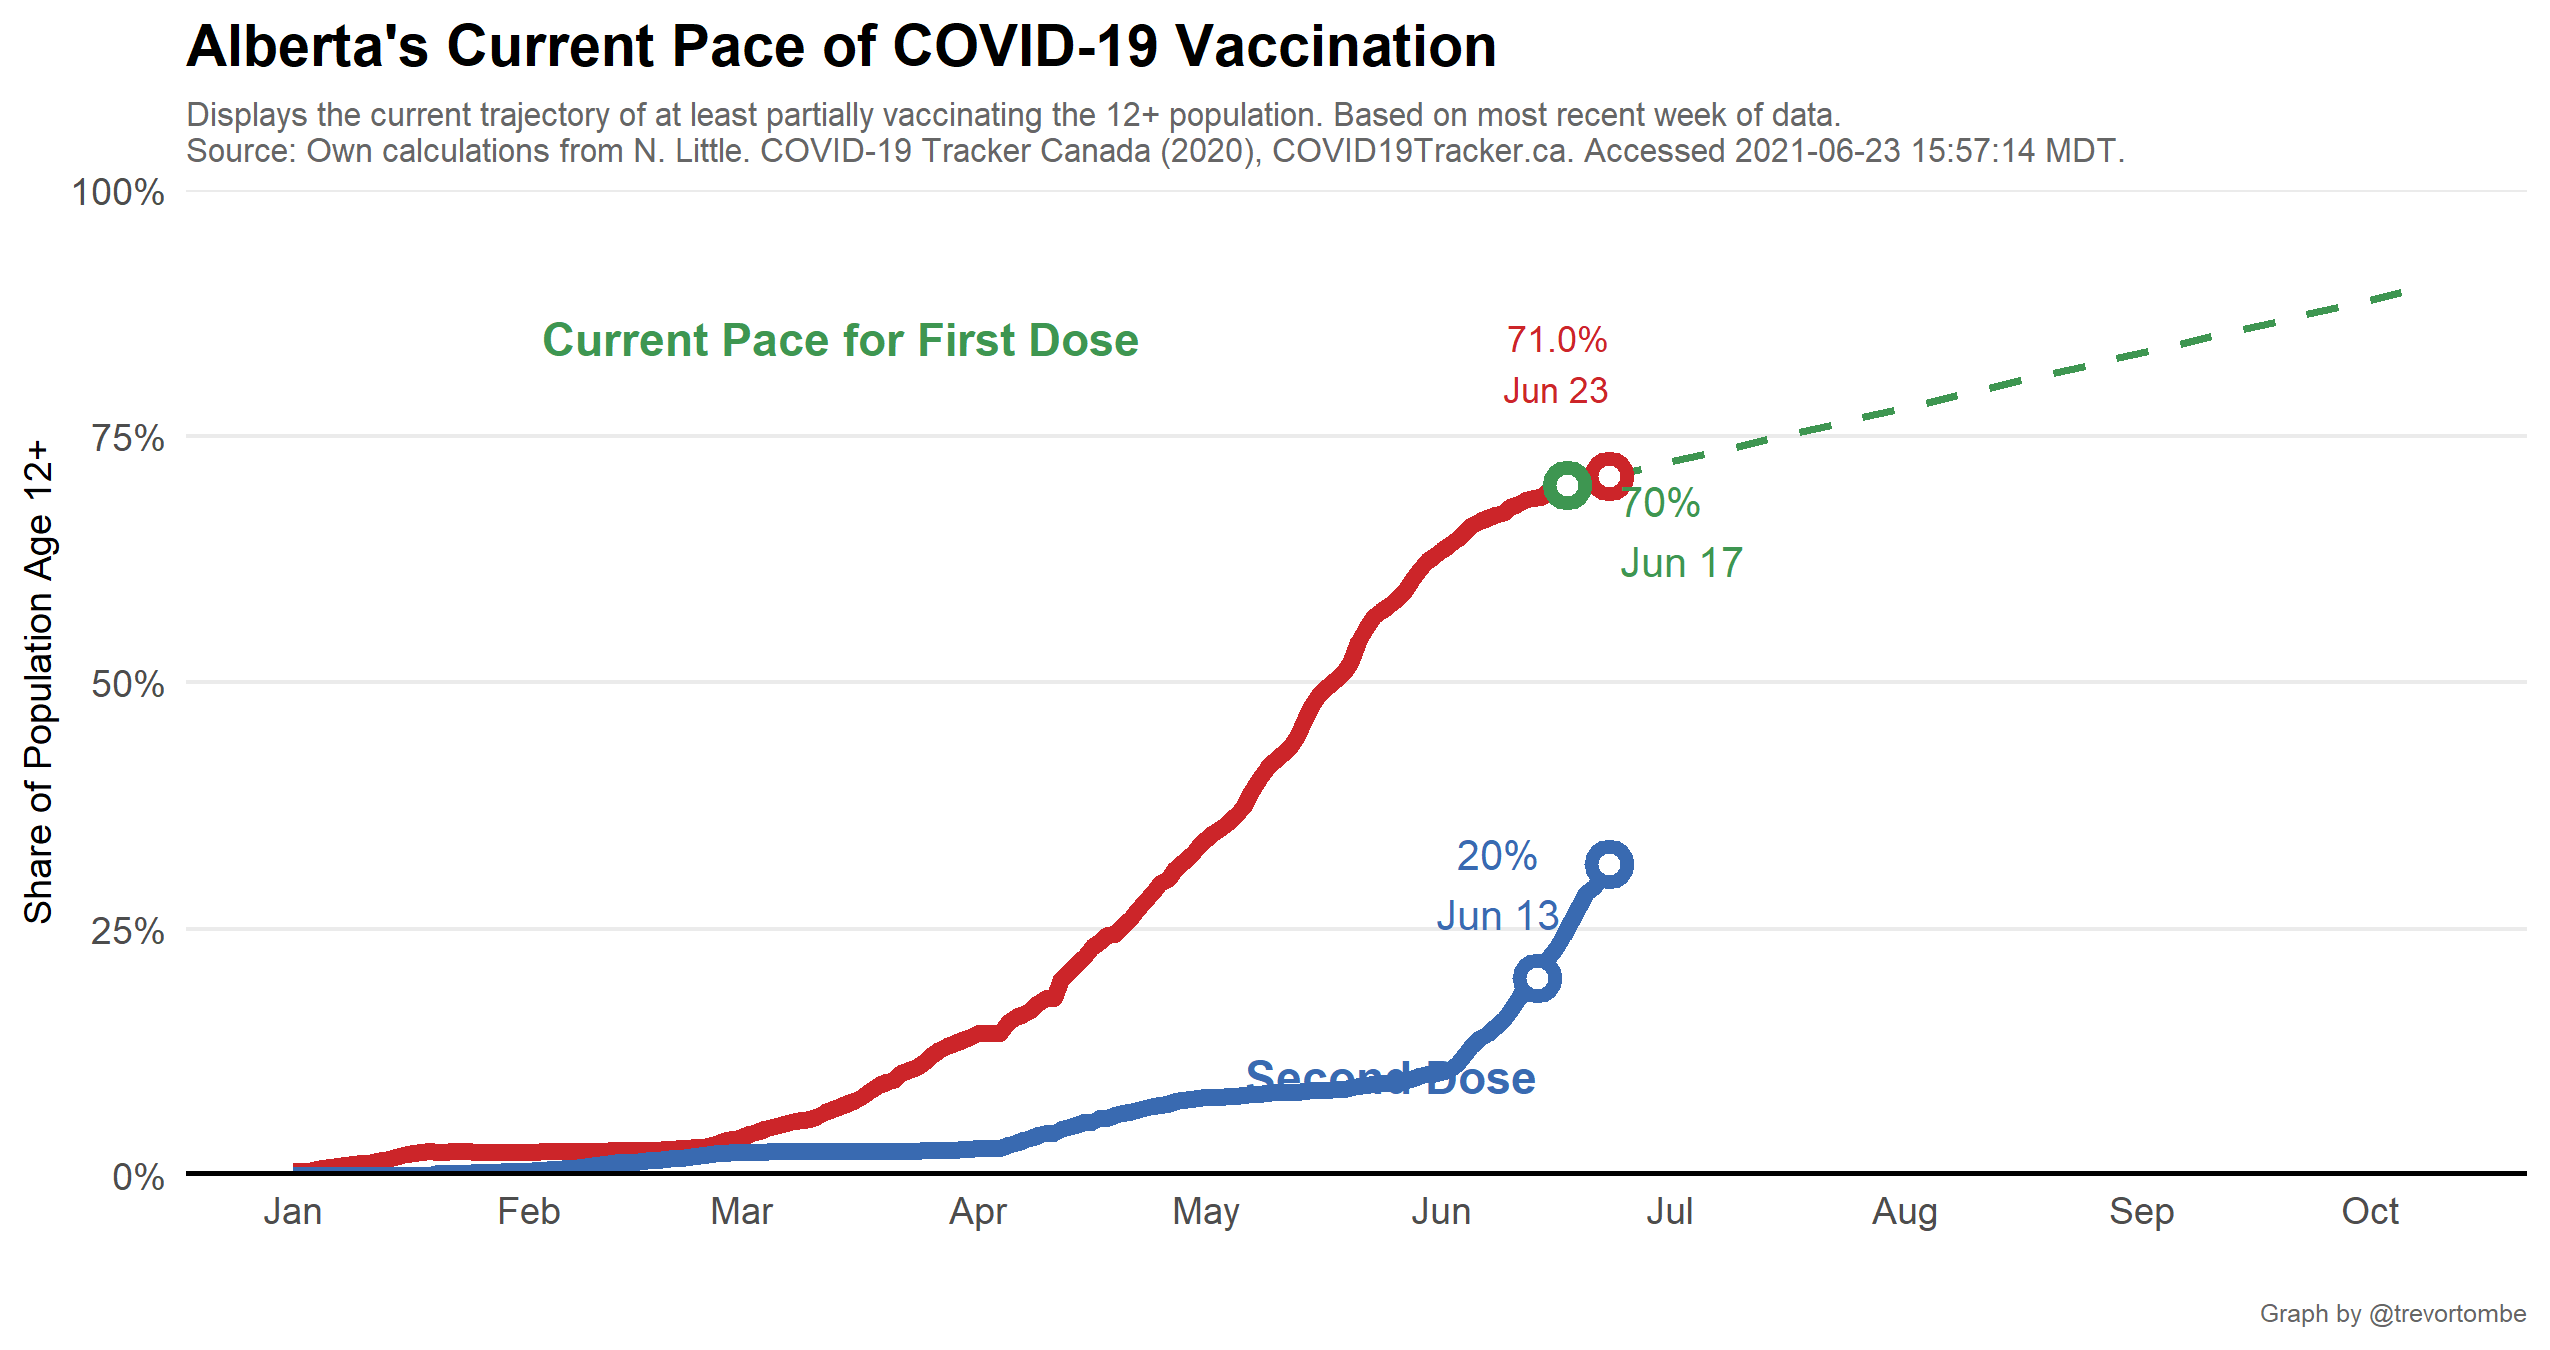 Alberta's Current Pace of COVID-19 Vaccination
Displays the current trajectory of at least partially vaccinating the 12+ population. Based on most recent week of data.
Source: Own calculations from N. Little. COVID-19 Tracker Canada (2020), COVID19Tracker.ca. Accessed 2021-06-23 15:57:14 MDT.
100%
75%
50%
25%
0%
Share of Population Age 12+
Current Pace for First Dose
71.0%
Jun 23
70%
Jun 17
20%
Jun 13
Second Dose
Jan
Feb
Mar
Apr
May
Jun
Jul
Aug
Sep
Oct
Graph by @trevortombe